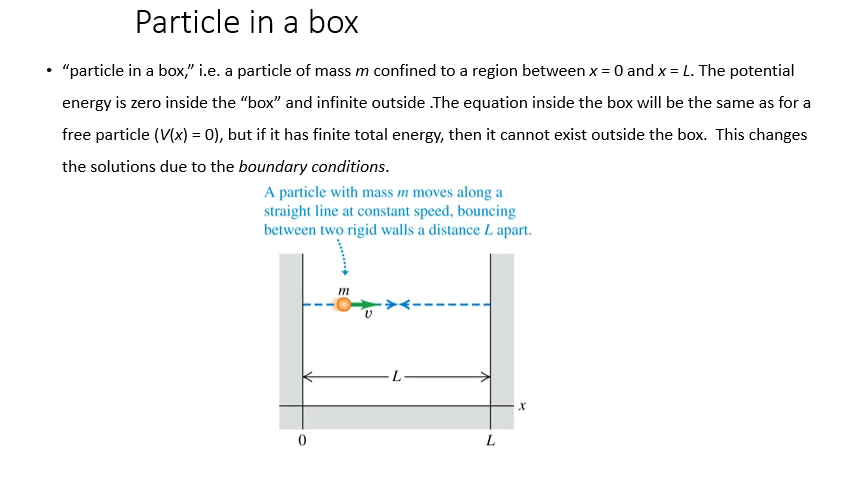 Particle in a box
• “particle in a box,” i.e. a particle of mass m confined to a region between x = 0 and x = L. The potential
energy is zero inside the “box” and infinite outside .The equation inside the box will be the same as for a
free particle (V(x) = 0), but if it has finite total energy, then it cannot exist outside the box.  This changes
the solutions due to the boundary conditions.
A particle with mass m moves along a
straight line at constant speed, bouncing
between two rigid walls a distance L apart.
m
v
L
x
0
L